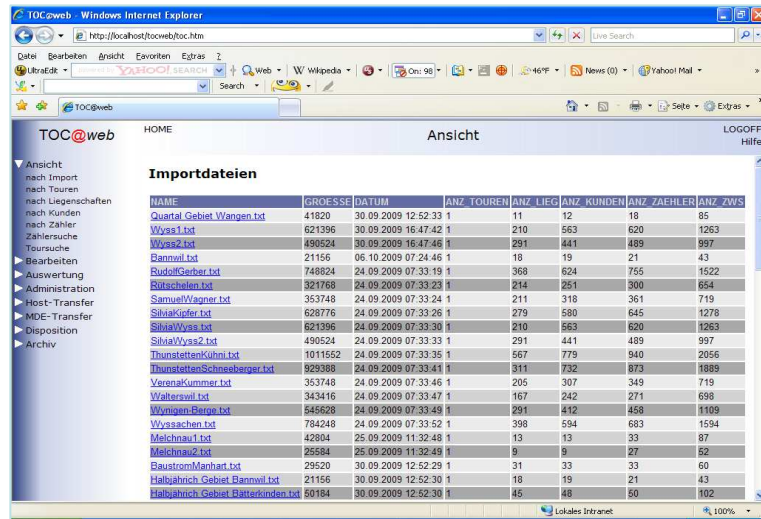 TOC@web - Windows Internet Explorer
http://localhost/tocweb/toc.htm
Live Search
Datei Bearbeiten Ansicht Favoriten Extras ?
UltraEdit YAHOO! SEARCH Web Wikipedia On: 98 46°F News (0) Yahoo! Mail »
Search
TOC@web Seite Extras
TOC@web HOME Ansicht LOGOFF
Hilfe
Ansicht
nach Import
nach Touren
nach Liegenschaften
nach Kunden
nach Zähler
Zählersuche
Toursuche
Bearbeiten
Auswertung
Administration
Host-Transfer
MDE-Transfer
Disposition
Archiv
Importdateien
NAME GROESSE DATUM ANZ_TOUREN ANZ_LIEG ANZ_KUNDEN ANZ_ZAEHLER ANZ_ZWS
Quartal Gebiet Wangen.txt 41820 30.09.2009 12:52:33 1 11 12 18 85
Wyss1.txt 621396 30.09.2009 16:47:42 1 210 563 620 1263
Wyss2.txt 490524 30.09.2009 16:47:46 1 291 441 489 997
Bannwil.txt 21156 06.10.2009 07:24:46 1 18 19 21 43
RudolfGerber.txt 748824 24.09.2009 07:33:19 1 368 624 755 1522
Rütschelen.txt 321768 24.09.2009 07:33:23 1 214 251 300 654
SamuelWagner.txt 353748 24.09.2009 07:33:24 1 211 318 361 719
SilviaKipfer.txt 628776 24.09.2009 07:33:26 1 279 580 645 1278
SilviaWyss.txt 621396 24.09.2009 07:33:30 1 210 563 620 1263
SilviaWyss2.txt 490524 24.09.2009 07:33:33 1 291 441 489 997
ThunstettenKühni.txt 1011552 24.09.2009 07:33:35 1 567 779 940 2056
ThunstettenSchneeberger.txt 929388 24.09.2009 07:33:41 1 311 732 873 1889
VerenaKummer.txt 353748 24.09.2009 07:33:46 1 205 307 349 719
Walterswil.txt 343416 24.09.2009 07:33:47 1 167 242 271 698
Wynigen-Berge.txt 545628 24.09.2009 07:33:49 1 291 412 458 1109
Wyssachen.txt 784248 24.09.2009 07:33:52 1 398 594 683 1594
Melchnau1.txt 42804 25.09.2009 11:32:48 1 13 13 33 87
Melchnau2.txt 25584 25.09.2009 11:32:49 1 9 9 27 52
BaustromManhart.txt 29520 30.09.2009 12:52:29 1 31 33 33 60
Halbjährich Gebiet Bannwil.txt 21156 30.09.2009 12:52:30 1 18 19 21 43
Halbjährich Gebiet Bätterkinden.txt 50184 30.09.2009 12:52:30 1 45 48 50 102
Lokales Intranet 100%